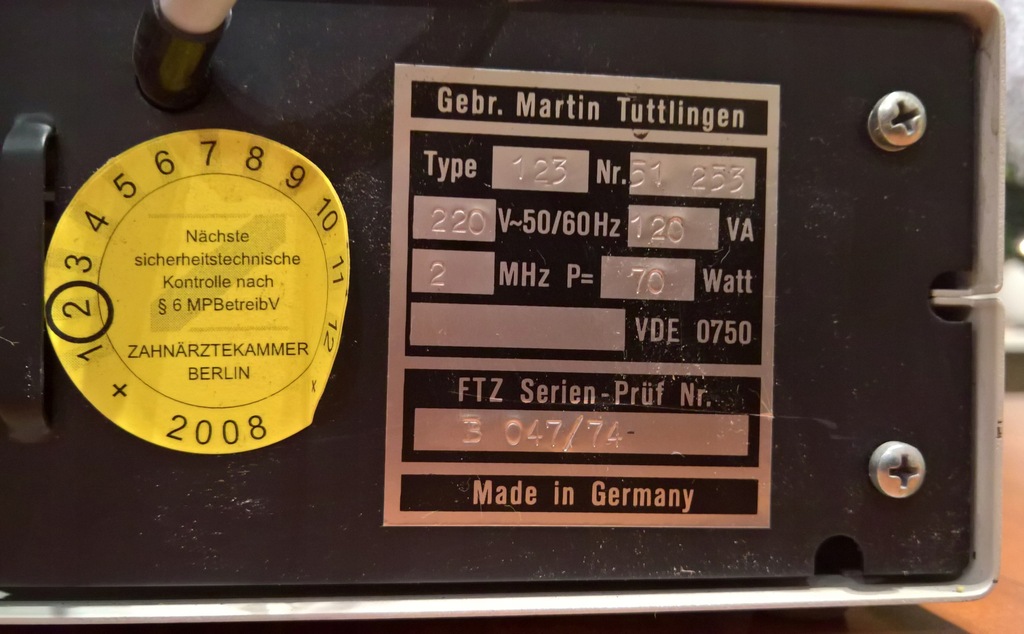 1 2 3 4 5 6 7 8 9 10 11 12
Nächste
sicherheitstechnische
Kontrolle nach
§ 6 MPBetreibV
ZAHNÄRZTEKAMMER
BERLIN
2008
Gebr. Martin Tuttlingen
Type 123 Nr. 51 253
220 V~50/60Hz 120 VA
2 MHz P= 70 Watt
VDE 0750
FTZ Serien-Prüf Nr.
B 047/74
Made in Germany